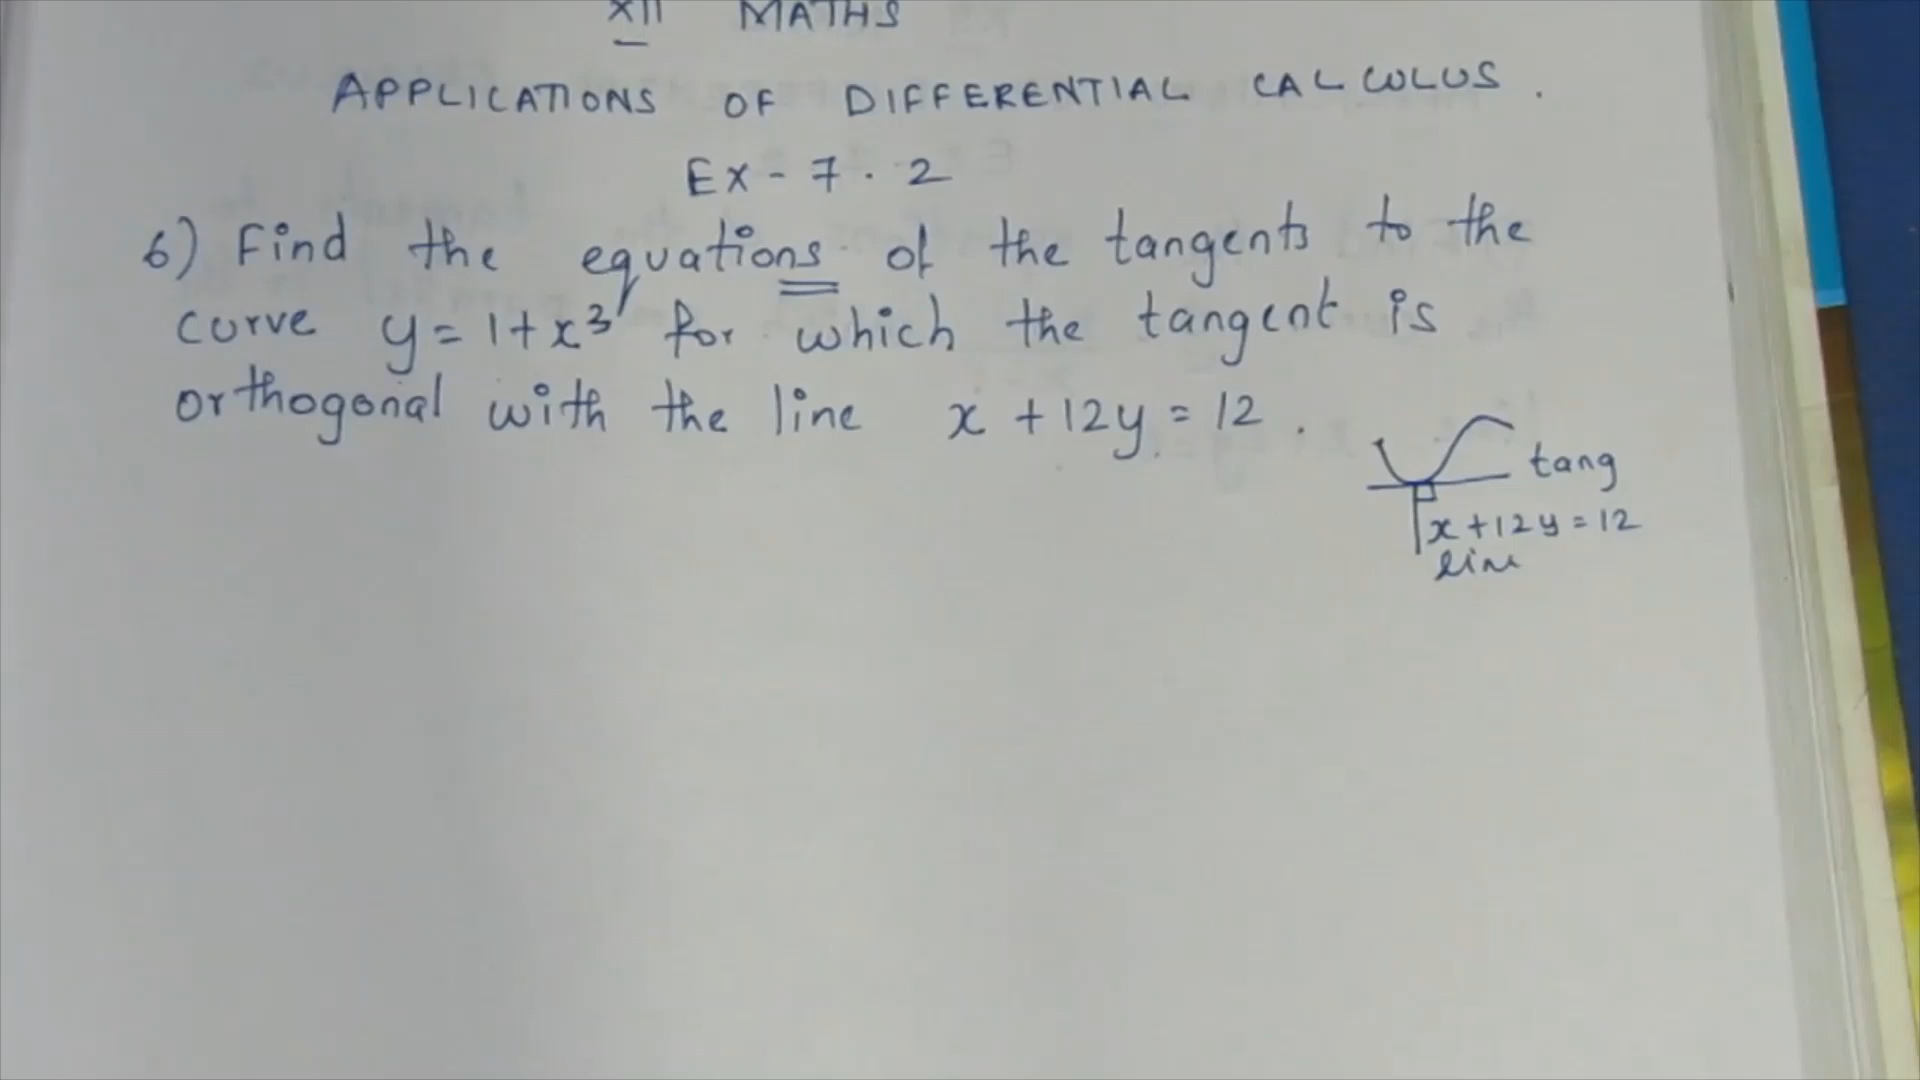 XII MATHS
APPLICATIONS OF DIFFERENTIAL CALCULUS.
Ex - 7.2
6) Find the equations of the tangents to the
curve y = 1+x³ for which the tangent is
orthogonal with the line x + 12y = 12.
tang
x + 12y = 12
line